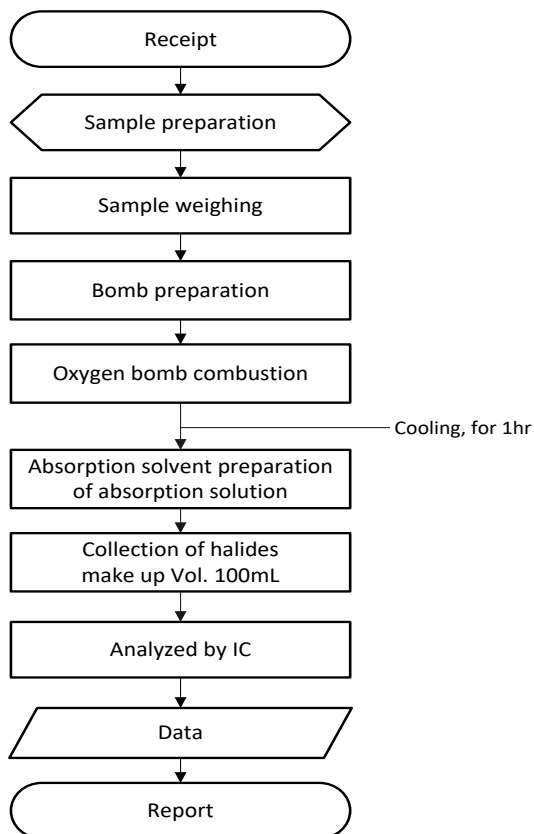 Receipt
Sample preparation
Sample weighing
Bomb preparation
Oxygen bomb combustion
Cooling, for 1hr
Absorption solvent preparation
of absorption solution
Collection of halides
make up Vol. 100mL
Analyzed by IC
Data
Report